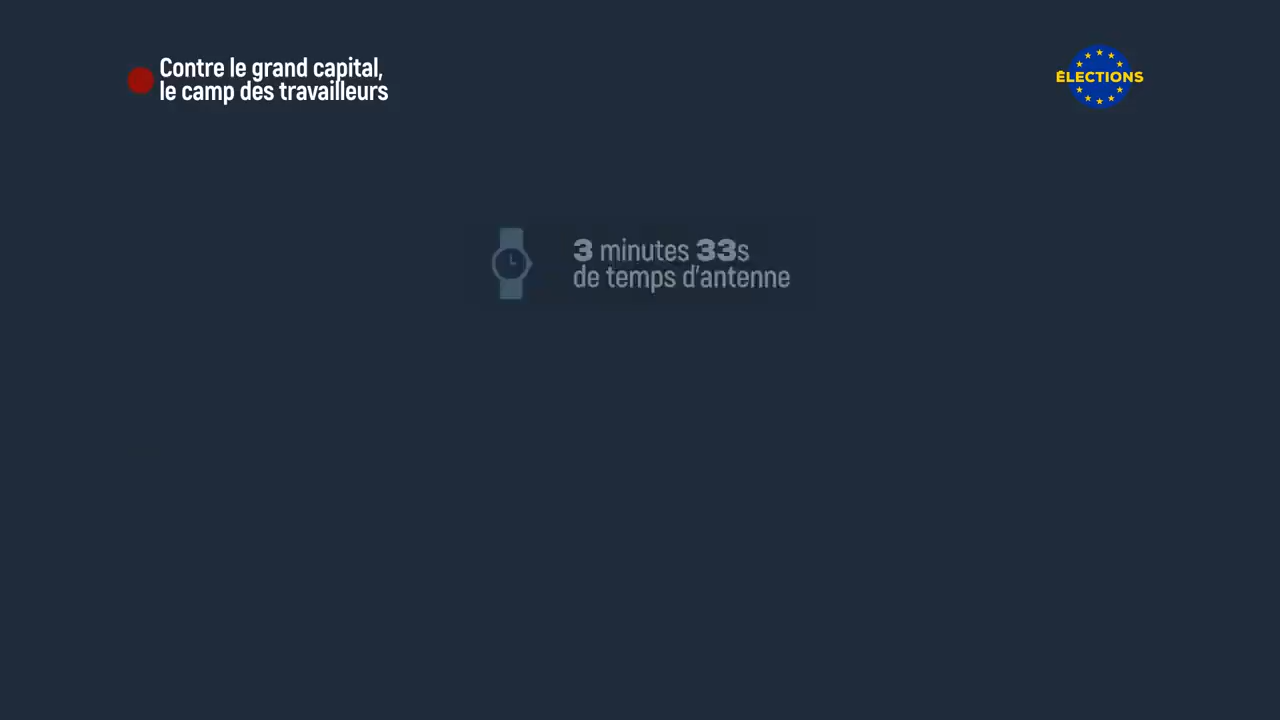 Contre le grand capital,
le camp des travailleurs
ÉLECTIONS
3 minutes 33s
de temps d'antenne